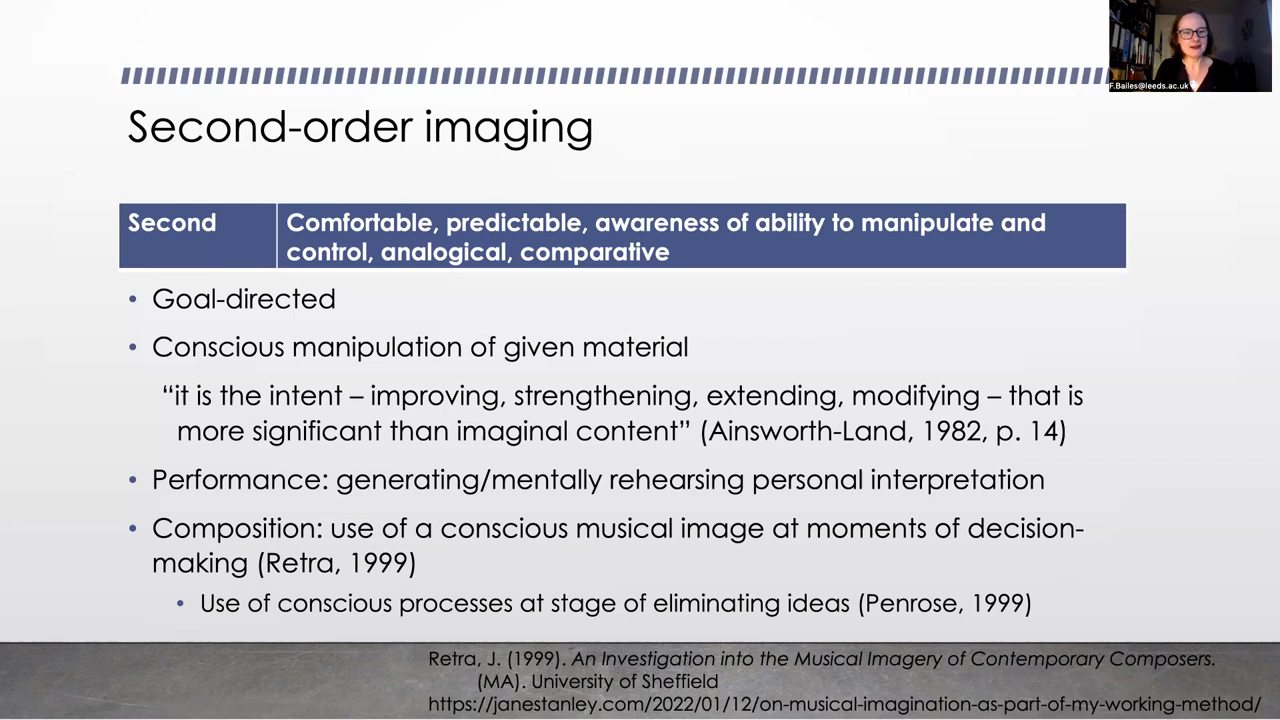 F.Bailes@leeds.ac.uk
Second-order imaging
Second
Comfortable, predictable, awareness of ability to manipulate and
control, analogical, comparative
• Goal-directed
• Conscious manipulation of given material
“it is the intent – improving, strengthening, extending, modifying – that is
more significant than imaginal content” (Ainsworth-Land, 1982, p. 14)
• Performance: generating/mentally rehearsing personal interpretation
• Composition: use of a conscious musical image at moments of decision-
making (Retra, 1999)
• Use of conscious processes at stage of eliminating ideas (Penrose, 1999)
Retra, J. (1999). An Investigation into the Musical Imagery of Contemporary Composers.
(MA). University of Sheffield
https://janestanley.com/2022/01/12/on-musical-imagination-as-part-of-my-working-method/